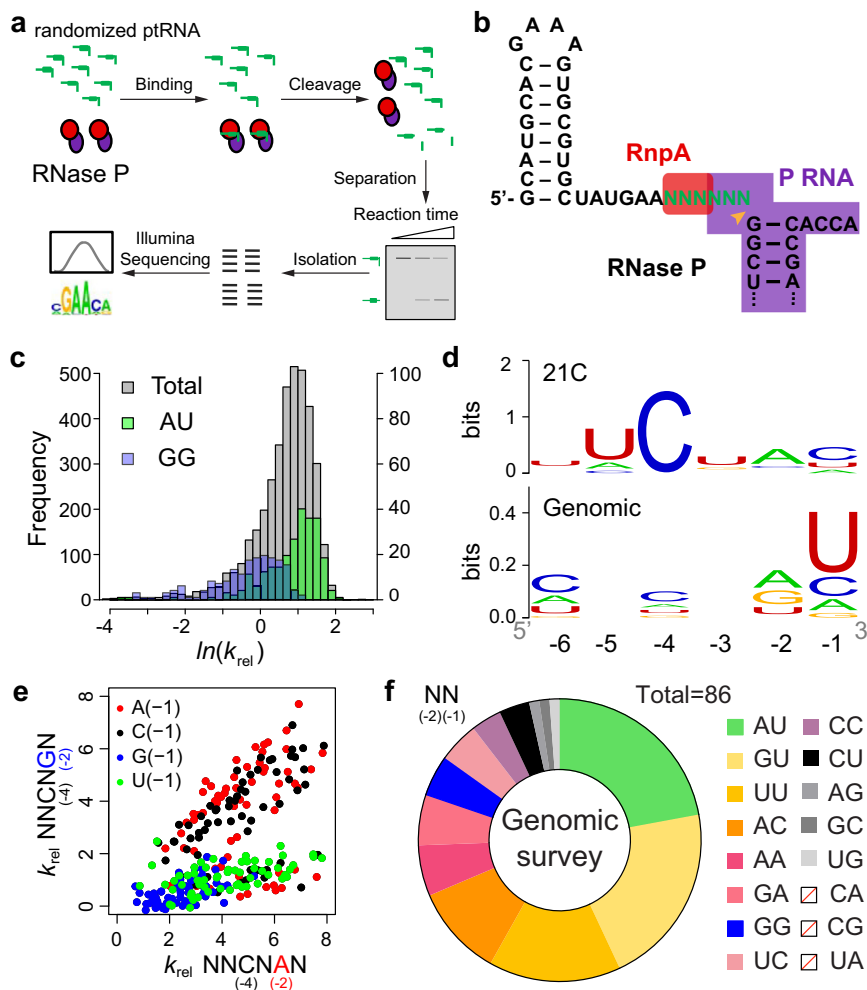 a
randomized ptRNA
Binding
Cleavage
RNase P
Separation
Reaction time
Isolation
Illumina
Sequencing
CGAACA
b
A A
G A
C – G
A – U
C – G
G – C
U – G
A – U
C – G
5'- G – C UAUGAANNNNNN
RnpA
P RNA
G – CACCA
G – C
C – G
U – A
RNase P
c
Total
AU
GG
Frequency
500
400
300
200
100
0
100
80
60
40
20
0
-4 -2 0 2
ln(krel)
d
21C
bits
2
1
0
U U A C U A C U A
Genomic
bits
0.4
0.2
0.0
C A U C A U A G U U C A
5' 3'
-6 -5 -4 -3 -2 -1
e
A(−1)
C(−1)
G(−1)
U(−1)
krel NNCNGN
(-4) (-2)
8
6
4
2
0
0 2 4 6 8
krel NNCNAN
(-4) (-2)
f
NN
(-2)(-1)
Total=86
Genomic
survey
AU CC
GU CU
UU AG
AC GC
AA UG
GA CA
GG CG
UC UA